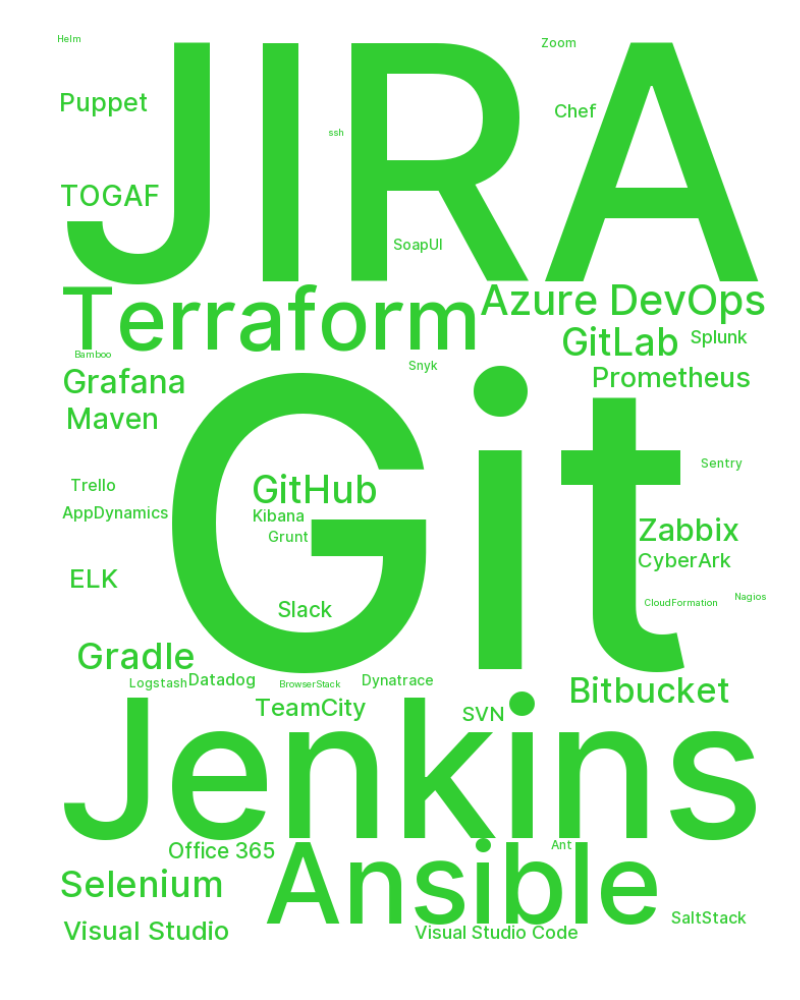 Helm
Zoom
JIRA
Puppet
Chef
ssh
TOGAF
SoapUI
Terraform
Azure DevOps
GitLab
Splunk
Bamboo
Snyk
Grafana
Prometheus
Maven
Git
Sentry
Trello
GitHub
AppDynamics
Kibana
Zabbix
Grunt
CyberArk
ELK
Nagios
CloudFormation
Slack
Gradle
Logstash
Datadog
BrowserStack
Dynatrace
Bitbucket
TeamCity
SVN
Jenkins
Office 365
Ant
Ansible
Selenium
SaltStack
Visual Studio
Visual Studio Code